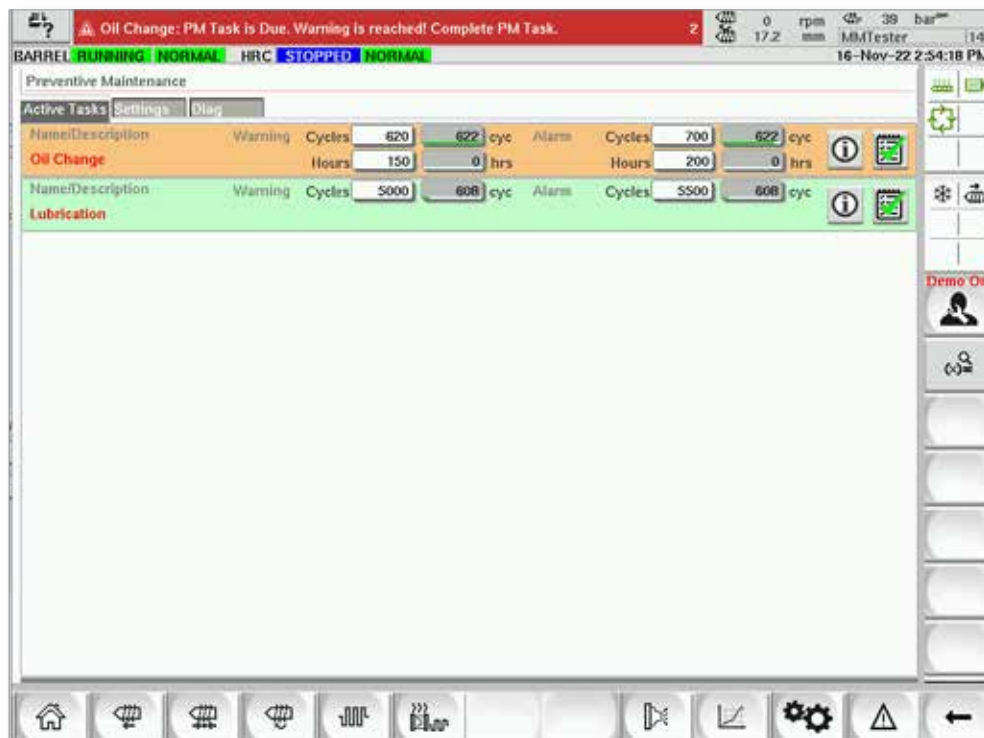 Oil Change: PM Task is Due. Warning is reached! Complete PM Task. 2
0 rpm 39 bar
17.2 mm MMTester 14
BARREL RUNNING NORMAL HRC STOPPED NORMAL 16-Nov-22 2:54:18 PM
Preventive Maintenance
Active Tasks Settings Diag
Name/Description Warning Cycles 620 622 cyc Alarm Cycles 700 622 cyc
Oil Change Hours 150 0 hrs Hours 200 0 hrs
Name/Description Warning Cycles 5000 608 cyc Alarm Cycles 5500 608 cyc
Lubrication
Demo